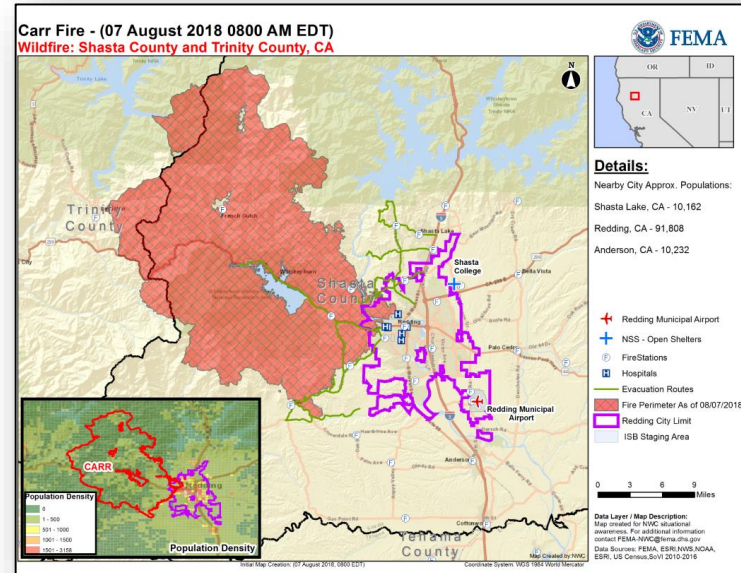 Carr Fire - (07 August 2018 0800 AM EDT)
Wildfire: Shasta County and Trinity County, CA
FEMA
OR
ID
CA
NV
UT
N
Details:
Nearby City Approx. Populations:
Shasta Lake, CA - 10,162
Redding, CA - 91,808
Anderson, CA - 10,232
Trinity County
French Gulch
Whiskeytown
Shasta County
Shasta Lake
Shasta College
Bella Vista
Redding
Palo Cedro
Redding Municipal Airport
Anderson
Cottonwood
Tehama County
Redding Municipal Airport
NSS - Open Shelters
FireStations
Hospitals
Evacuation Routes
Fire Perimeter As of 08/07/2018
Redding City Limit
ISB Staging Area
0 3 6 9 Miles
Data Layer / Map Description:
Map created for NWC situational
awareness. For additional information
contact FEMA-NWC@fema.dhs.gov
Data Sources: FEMA, ESRI,NWS,NOAA,
ESRI, US Census,SoVI 2010-2016
CARR
Redding
Population Density
0
1 - 500
501 - 1000
1001 - 1500
1501 - 3158
Population Density
Map Created by NWC
Initial Map Creation: (07 August 2018, 0800 EDT)
Coordinate System: WGS 1984 World Mercator